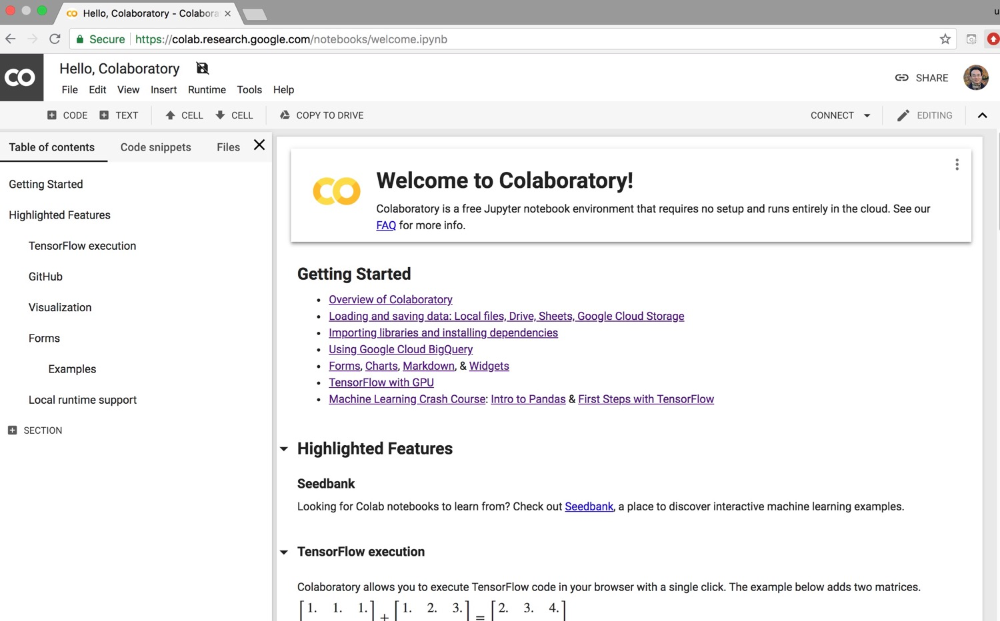 Hello, Colaboratory - Colabora
u
Secure https://colab.research.google.com/notebooks/welcome.ipynb
CO
Hello, Colaboratory
File Edit View Insert Runtime Tools Help
SHARE
CODE TEXT CELL CELL COPY TO DRIVE CONNECT EDITING
Table of contents Code snippets Files
Getting Started
Highlighted Features
TensorFlow execution
GitHub
Visualization
Forms
Examples
Local runtime support
SECTION
CO
Welcome to Colaboratory!
Colaboratory is a free Jupyter notebook environment that requires no setup and runs entirely in the cloud. See our
FAQ for more info.
Getting Started
• Overview of Colaboratory
• Loading and saving data: Local files, Drive, Sheets, Google Cloud Storage
• Importing libraries and installing dependencies
• Using Google Cloud BigQuery
• Forms, Charts, Markdown, & Widgets
• TensorFlow with GPU
• Machine Learning Crash Course: Intro to Pandas & First Steps with TensorFlow
Highlighted Features
Seedbank
Looking for Colab notebooks to learn from? Check out Seedbank, a place to discover interactive machine learning examples.
TensorFlow execution
Colaboratory allows you to execute TensorFlow code in your browser with a single click. The example below adds two matrices.
[1. 1. 1.] + [1. 2. 3.] = [2. 3. 4.]